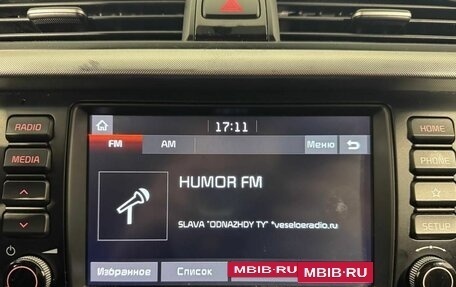 17:11
RADIO
HOME
FM AM Меню
MEDIA
PHONE
HUMOR FM
SLAVA "ODNAZHDY TY" *veseloeradio.ru
SETUP
Избранное Список
MBIB-RU MBIB-RU